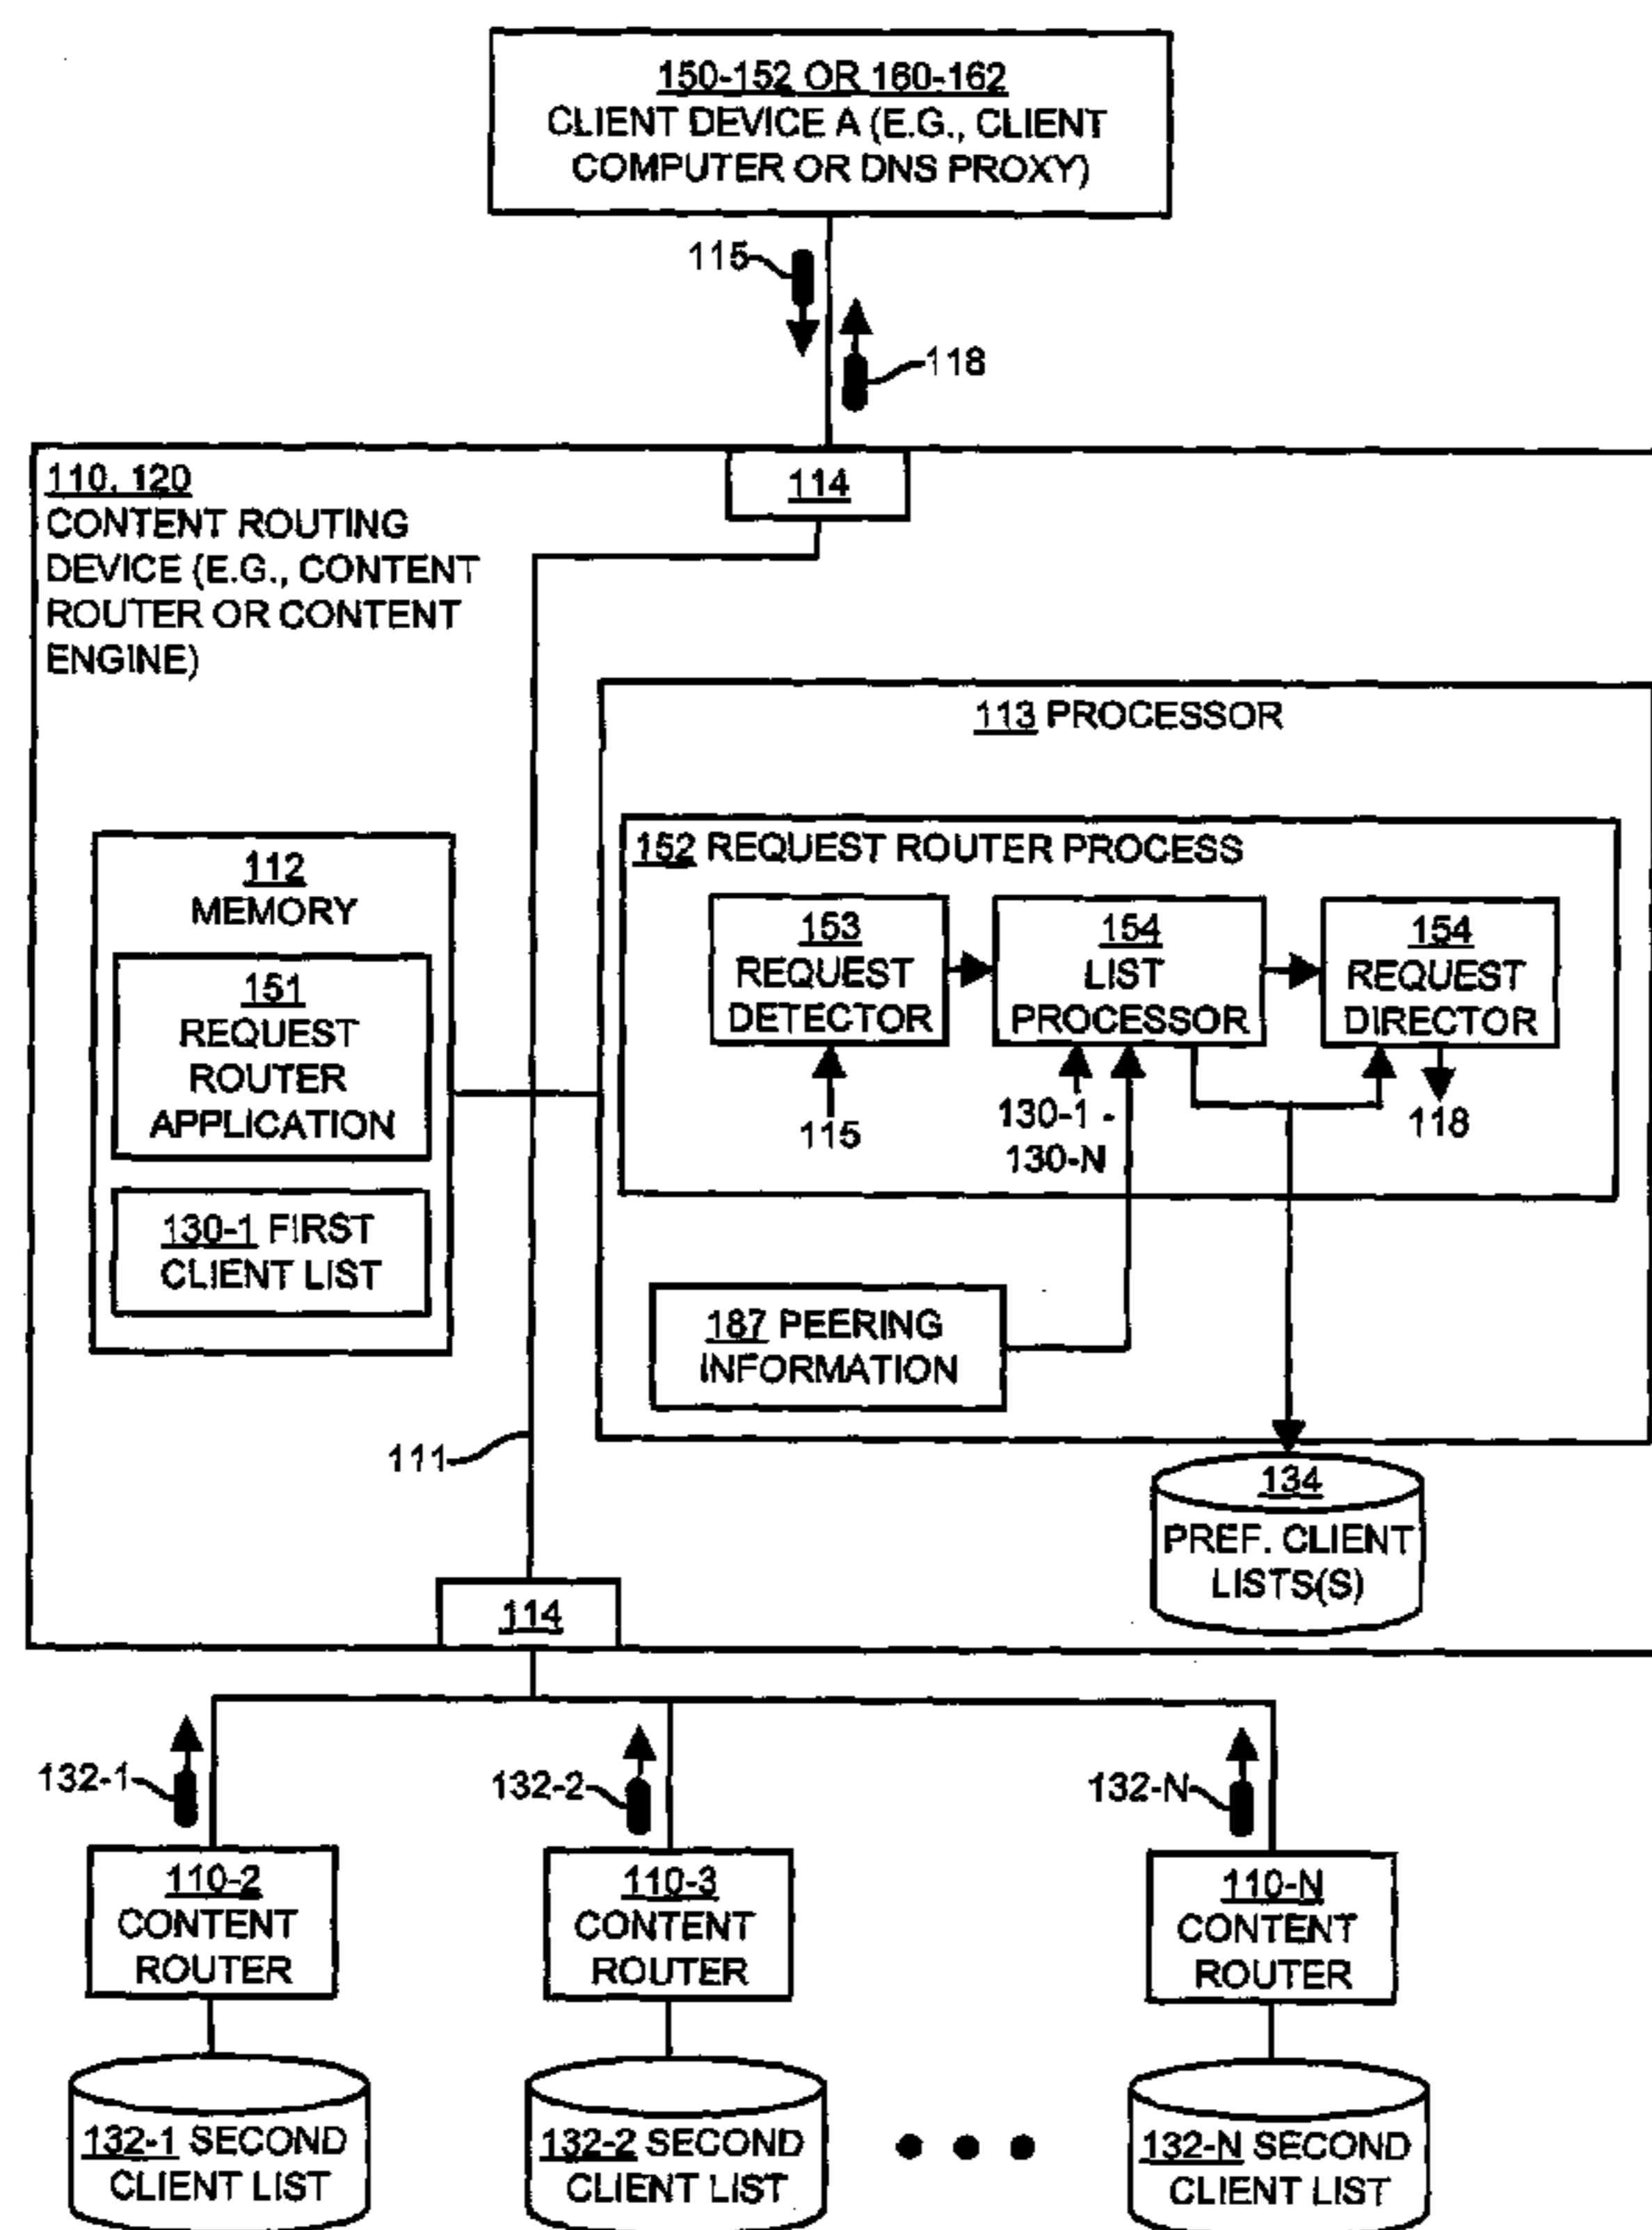 150-152 OR 160-162
CLIENT DEVICE A (E.G., CLIENT
COMPUTER OR DNS PROXY)
115
118
110, 120
CONTENT ROUTING
DEVICE (E.G., CONTENT
ROUTER OR CONTENT
ENGINE)
114
113 PROCESSOR
112
MEMORY
151
REQUEST
ROUTER
APPLICATION
130-1 FIRST
CLIENT LIST
152 REQUEST ROUTER PROCESS
153
REQUEST
DETECTOR
154
LIST
PROCESSOR
154
REQUEST
DIRECTOR
115
130-1 -
130-N
118
187 PEERING
INFORMATION
111
134
PREF. CLIENT
LISTS(S)
114
132-1
132-2
132-N
110-2
CONTENT
ROUTER
110-3
CONTENT
ROUTER
110-N
CONTENT
ROUTER
132-1 SECOND
CLIENT LIST
132-2 SECOND
CLIENT LIST
132-N SECOND
CLIENT LIST